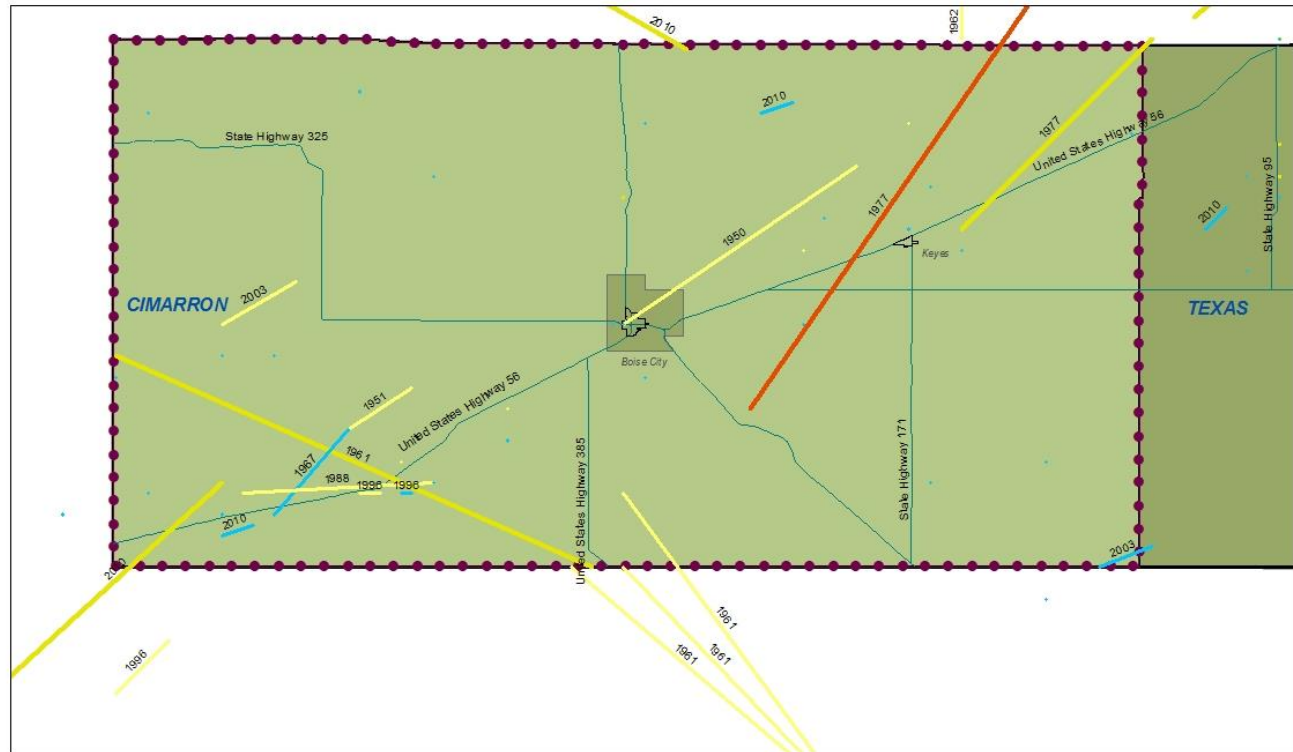 2010
1962
2010
State Highway 325
1977
United States Highway 56
State Highway 95
1977
2010
1950
Keyes
2003
CIMARRON
TEXAS
Boise City
1951
United States Highway 56
1961
1967
1988
1996
1996
United States Highway 385
State Highway 171
2010
2003
1961
1961
1961
1996